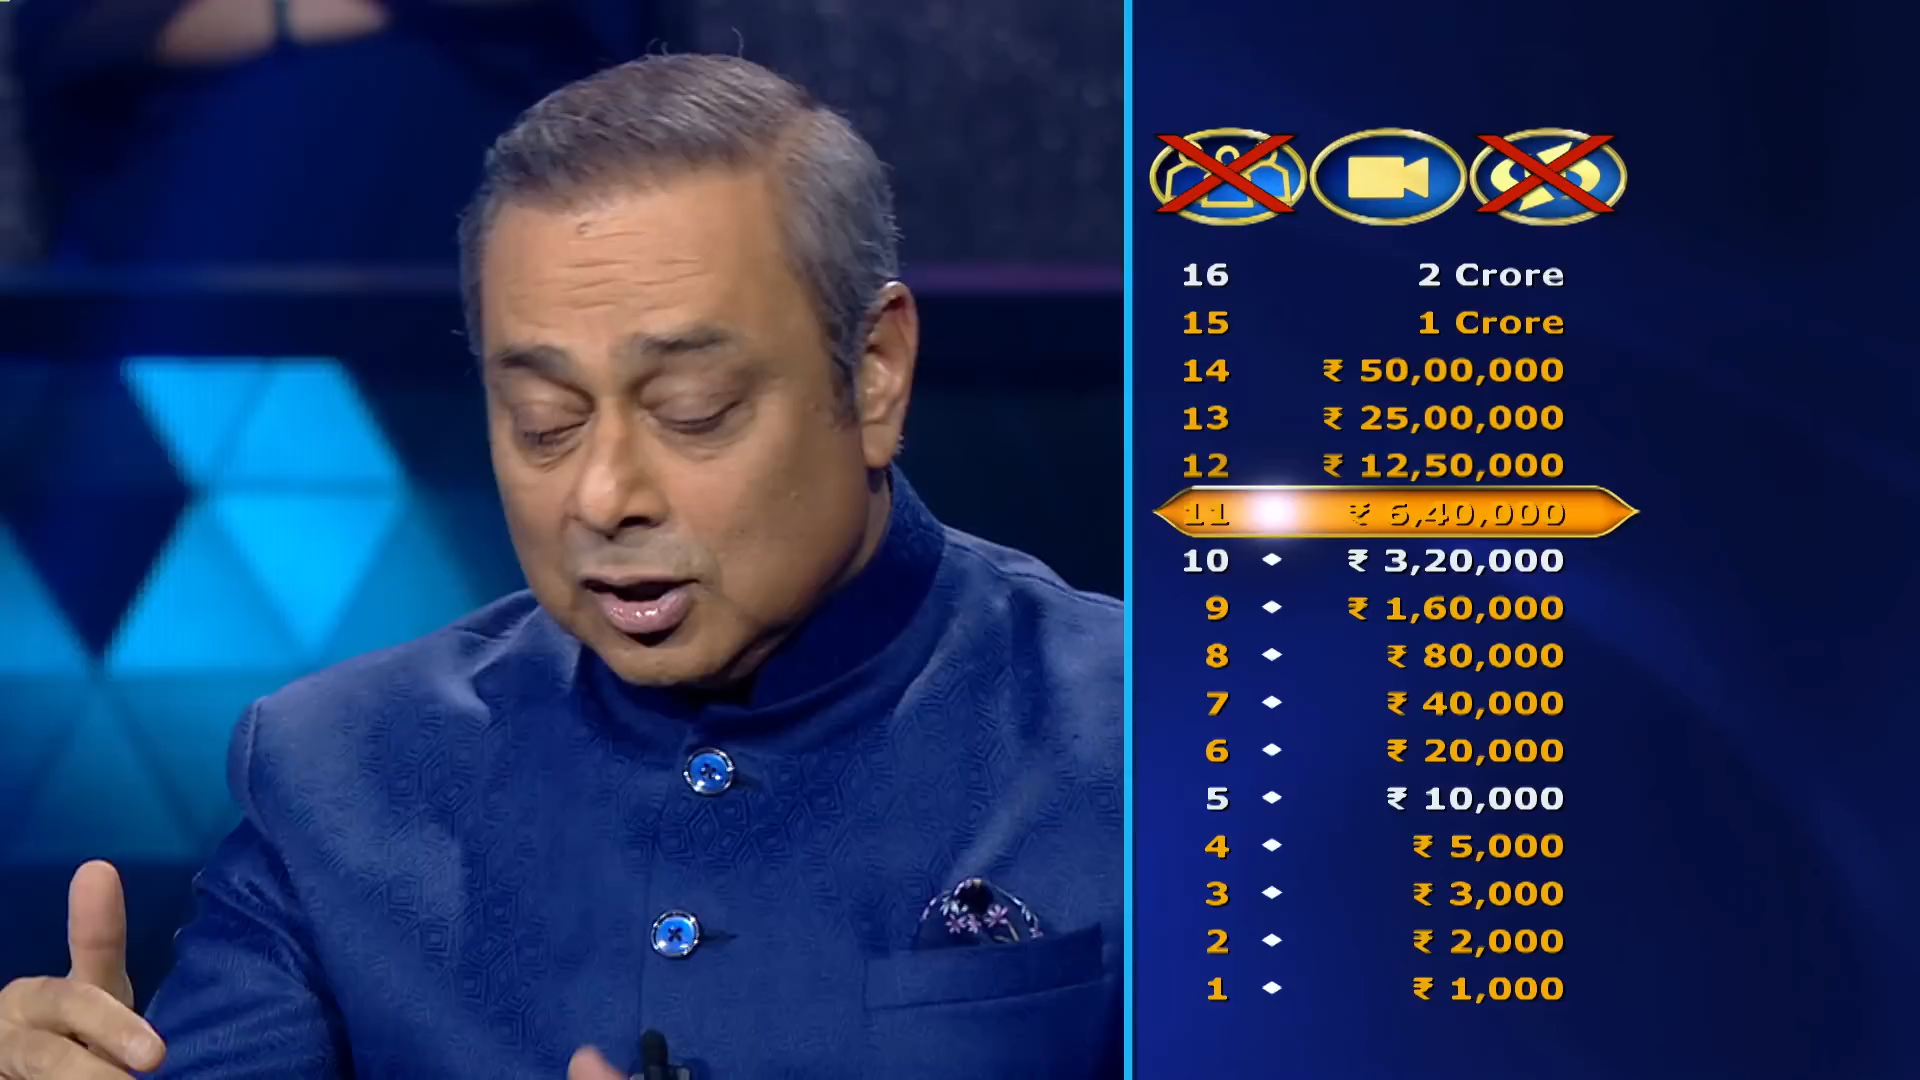 16 2 Crore
15 1 Crore
14 ₹ 50,00,000
13 ₹ 25,00,000
12 ₹ 12,50,000
11 ₹ 6,40,000
10 ₹ 3,20,000
9 ₹ 1,60,000
8 ₹ 80,000
7 ₹ 40,000
6 ₹ 20,000
5 ₹ 10,000
4 ₹ 5,000
3 ₹ 3,000
2 ₹ 2,000
1 ₹ 1,000